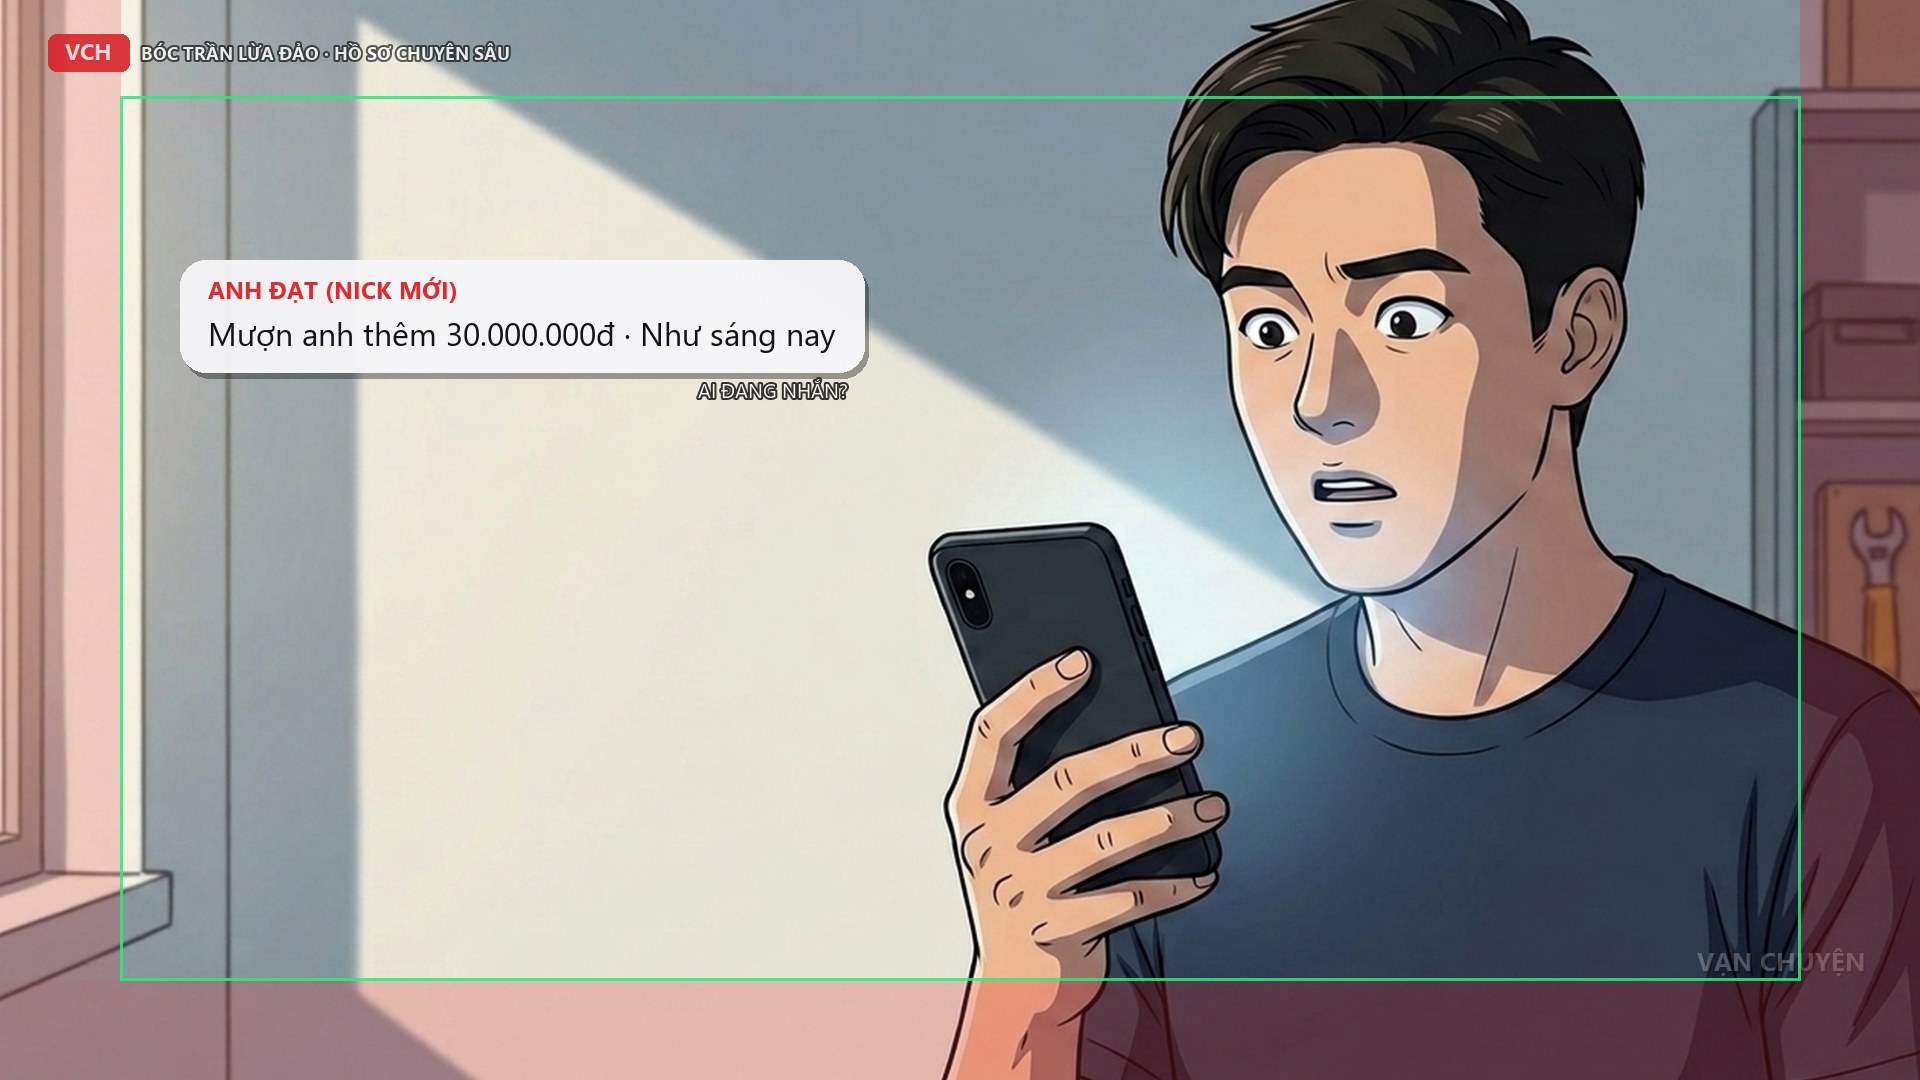 VCH BÓC TRẦN LỪA ĐẢO · HỒ SƠ CHUYÊN SÂU
ANH ĐẠT (NICK MỚI)
Mượn anh thêm 30.000.000đ · Như sáng nay
AI ĐANG NHẮN?
VẠN CHUYỆN